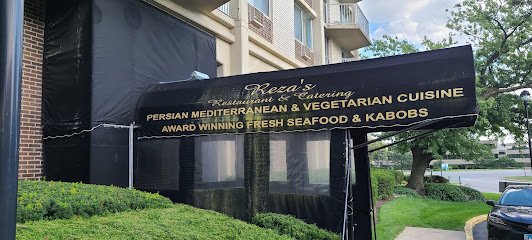 Reza's
Restaurant & Catering
PERSIAN MEDITERRANEAN & VEGETARIAN CUISINE
AWARD WINNING FRESH SEAFOOD & KABOBS